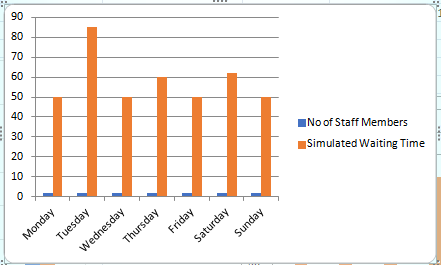 90
80
70
60
50
40
30
20
10
0
Monday
Tuesday
Wednesday
Thursday
Friday
Saturday
Sunday
No of Staff Members
Simulated Waiting Time